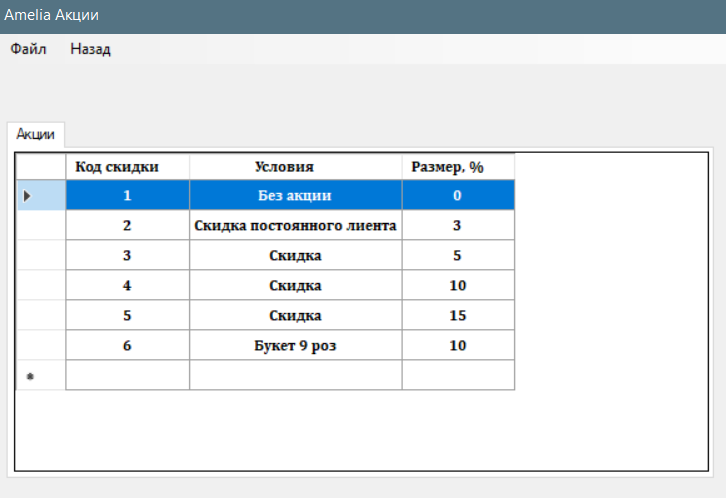 Amelia Акции
Файл Назад
Акции
Код скидки Условия Размер, %
1 Без акции 0
2 Скидка постоянного лиента 3
3 Скидка 5
4 Скидка 10
5 Скидка 15
6 Букет 9 роз 10